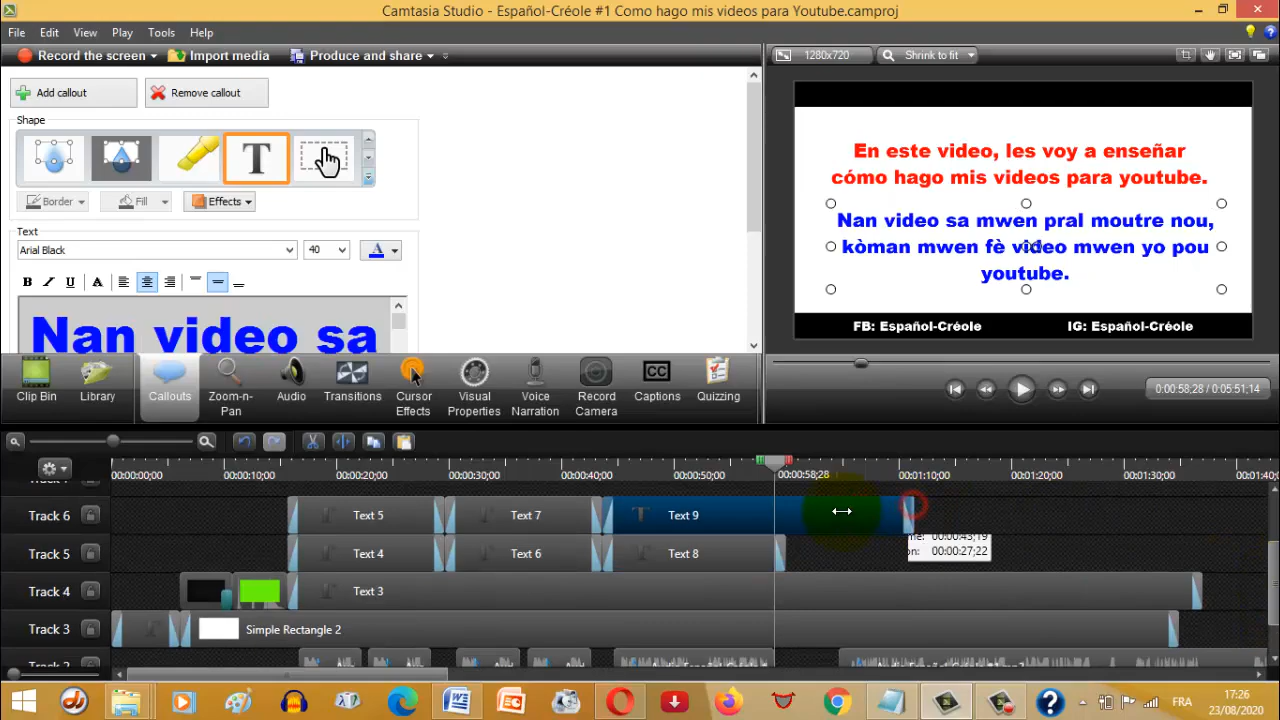 Camtasia Studio - Español-Créole #1 Como hago mis videos para Youtube.camproj
File Edit View Play Tools Help
Record the screen Import media Produce and share
1280x720 Shrink to fit
Add callout Remove callout
Shape
T
Border Fill Effects
Text
Arial Black 40 A
B I U A
Nan video sa
En este video, les voy a enseñar
cómo hago mis videos para youtube.
Nan video sa mwen pral moutre nou,
kòman mwen fè video mwen yo pou
youtube.
FB: Español-Créole IG: Español-Créole
Clip Bin Library Callouts Zoom-n-Pan Audio Transitions Cursor Effects Visual Properties Voice Narration Record Camera CC Captions Quizzing
0:00:58;28 / 0:05:51;14
00:00:00;00 00:00:10;00 00:00:20;00 00:00:30;00 00:00:40;00 00:00:50;00 00:00:58;28 00:01:10;00 00:01:20;00 00:01:30;00
Track 6 Text 5 Text 7 T Text 9
00:00:43;19
00:00:27;22
Track 5 Text 4 Text 6 Text 8
Track 4 Text 3
Track 3 Simple Rectangle 2
Track 2
FRA 17:26
23/08/2020